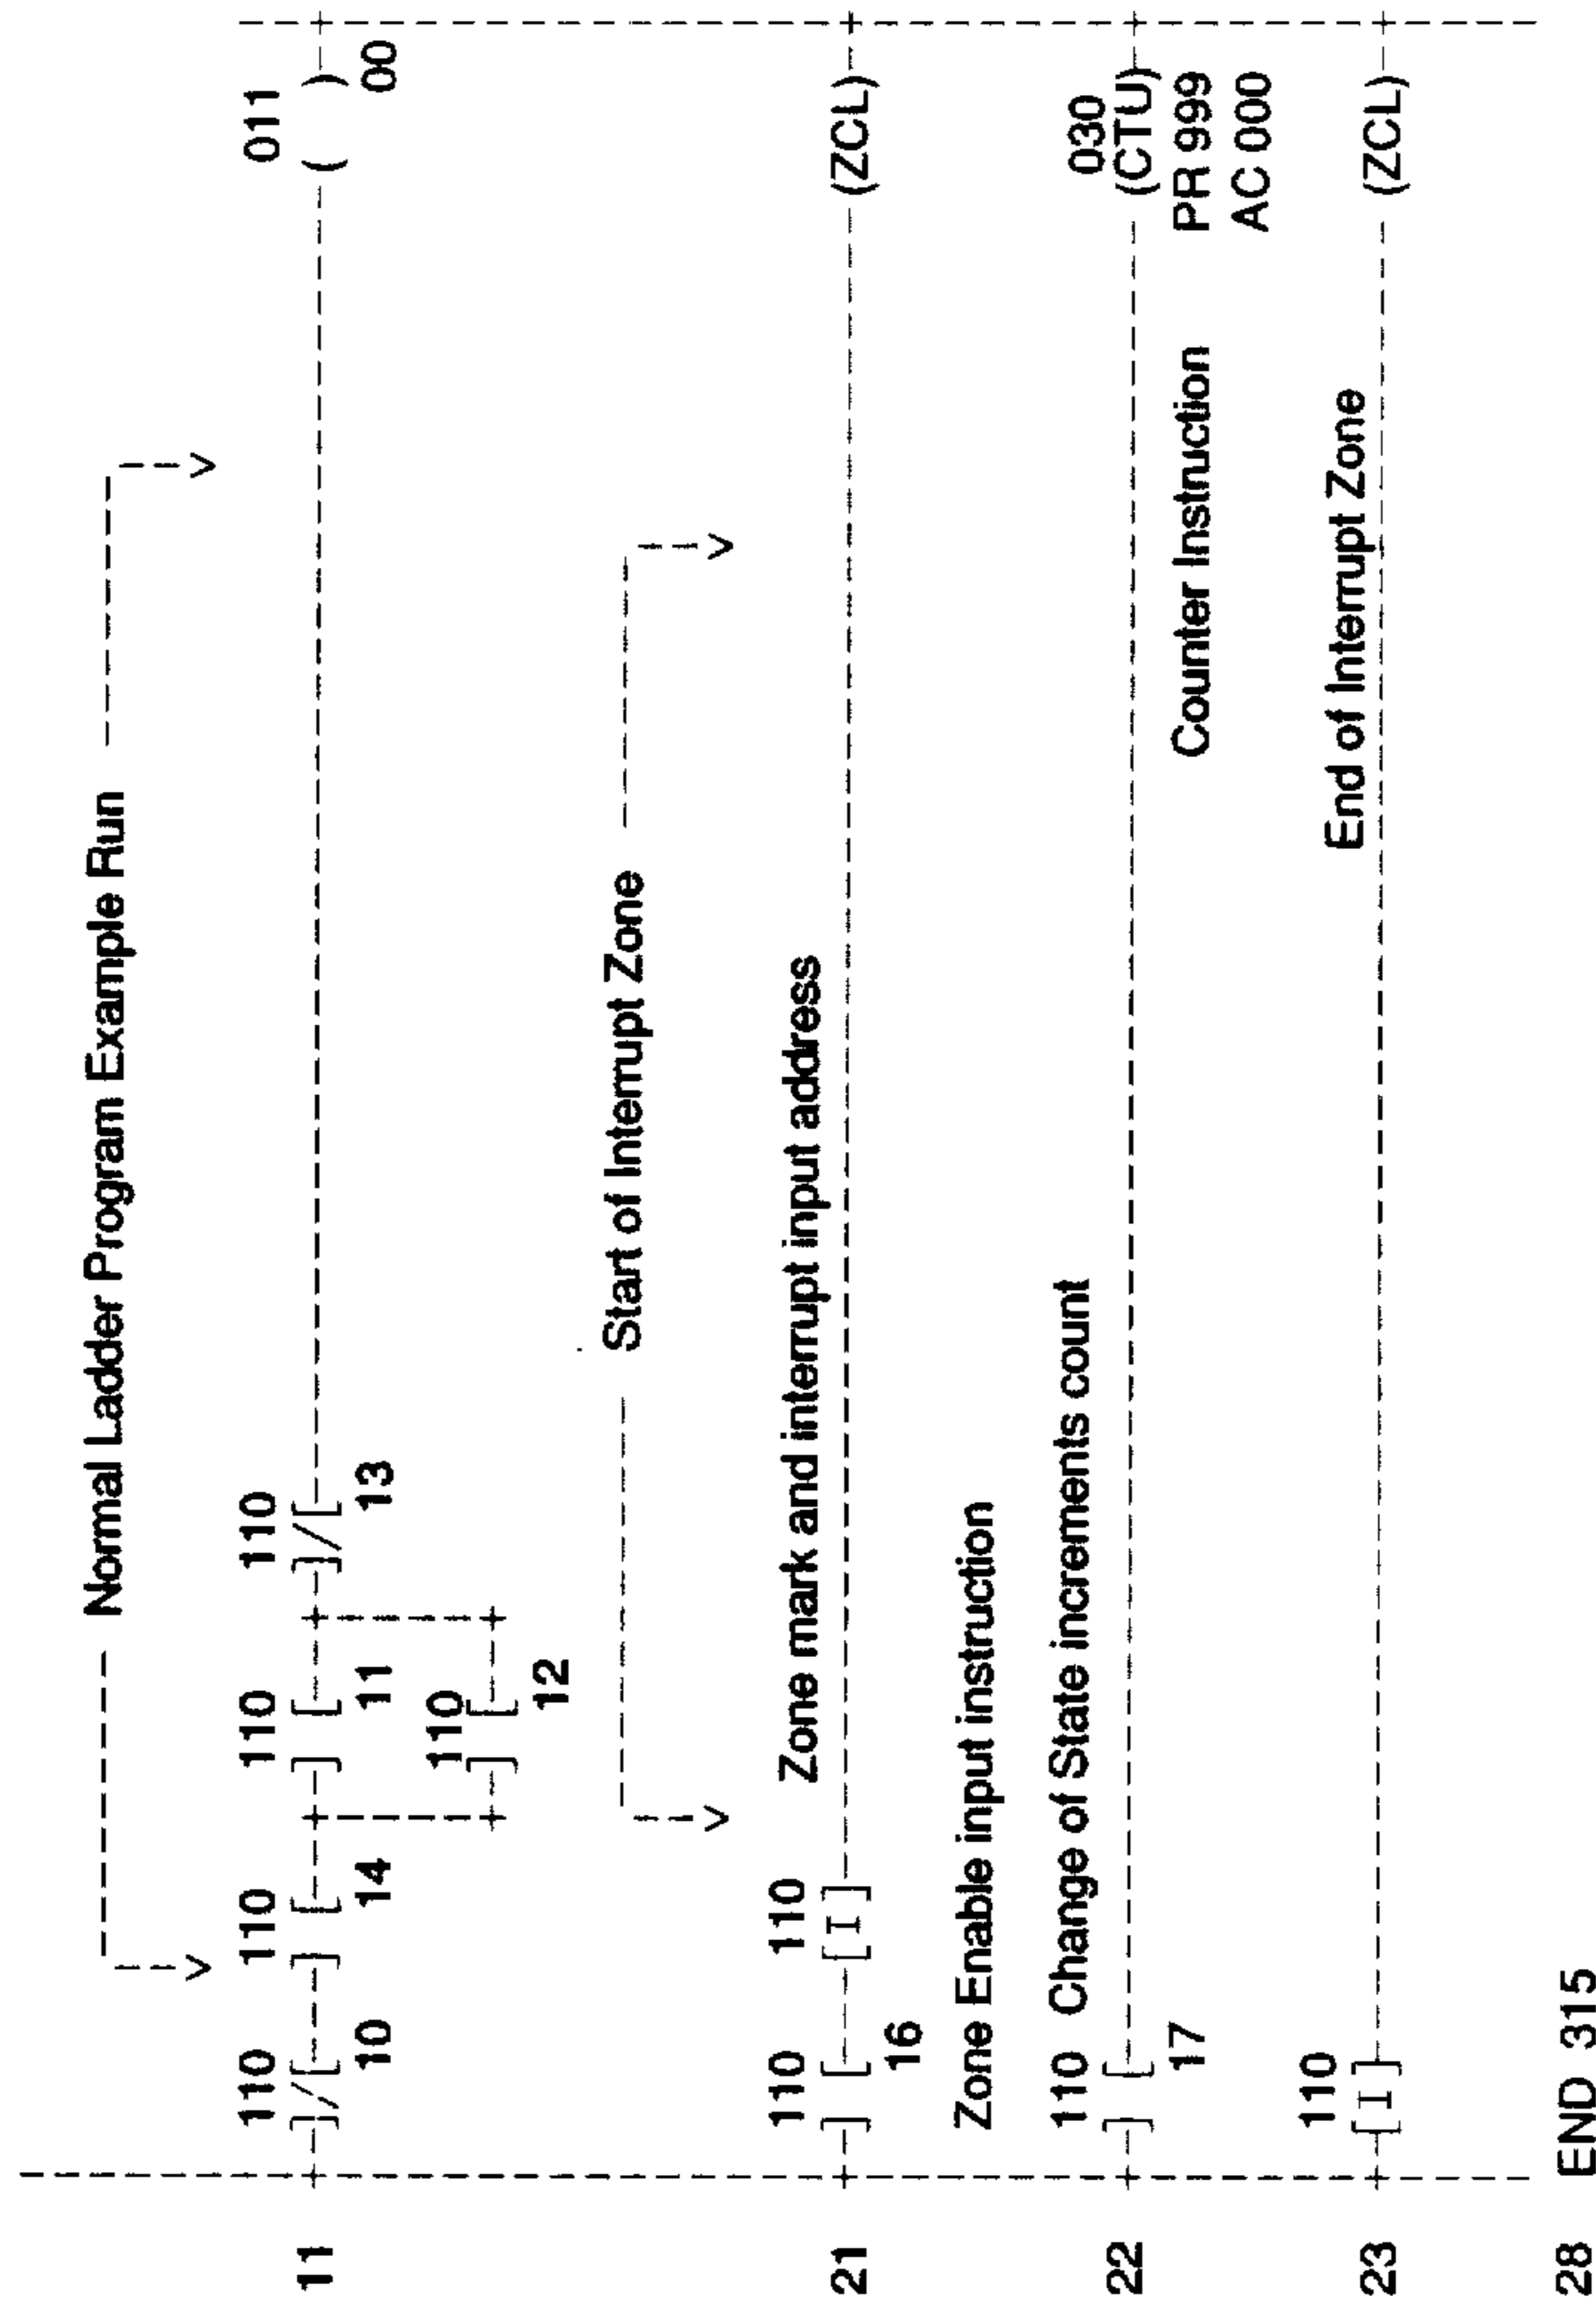 Normal Ladder Program Example Run
110 110 110 110 011
11 ]/[ ] [ ] [ ]/[ ( )
10 14 11 13 00
110
] [
12
Start of Interrupt Zone
110 110 Zone mark and interrupt input address
21 ] [ [I] (ZCL)
16
Zone Enable input instruction
110 Change of State increments count 030
22 ] [ (CTU)
17 Counter Instruction PR 999
AC 000
110 End of Interrupt Zone
23 [I] (ZCL)
28 END 315